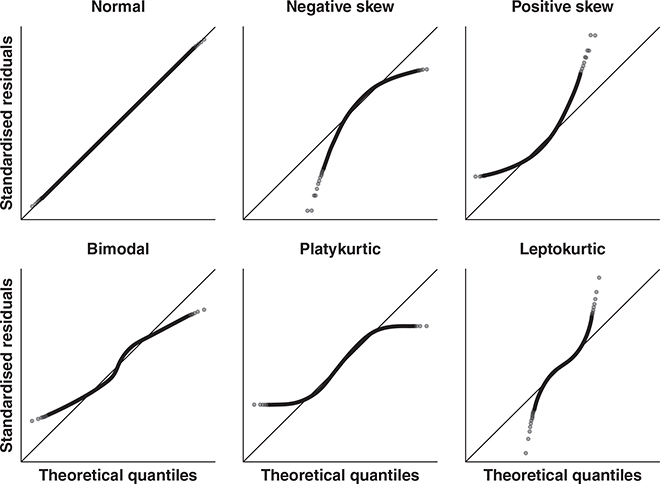 Normal
Negative skew
Positive skew
Standardised residuals
Bimodal
Platykurtic
Leptokurtic
Standardised residuals
Theoretical quantiles
Theoretical quantiles
Theoretical quantiles